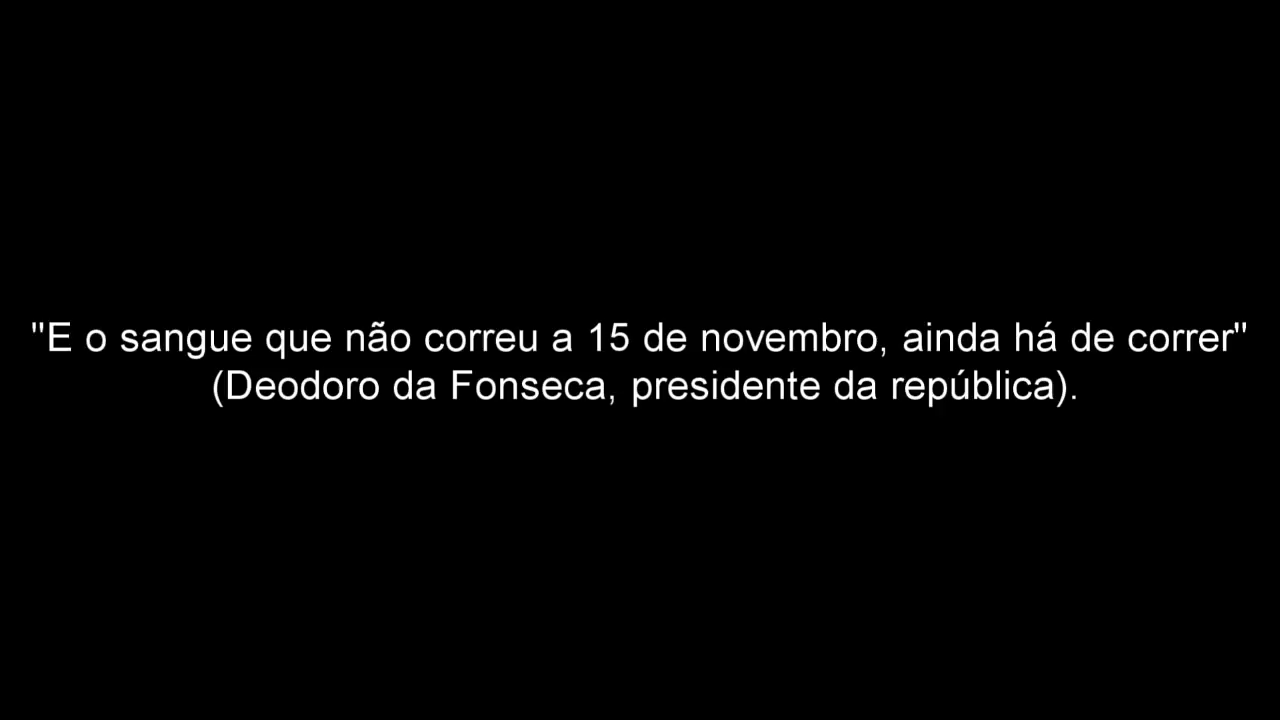 "E o sangue que não correu a 15 de novembro, ainda há de correr"
(Deodoro da Fonseca, presidente da república).